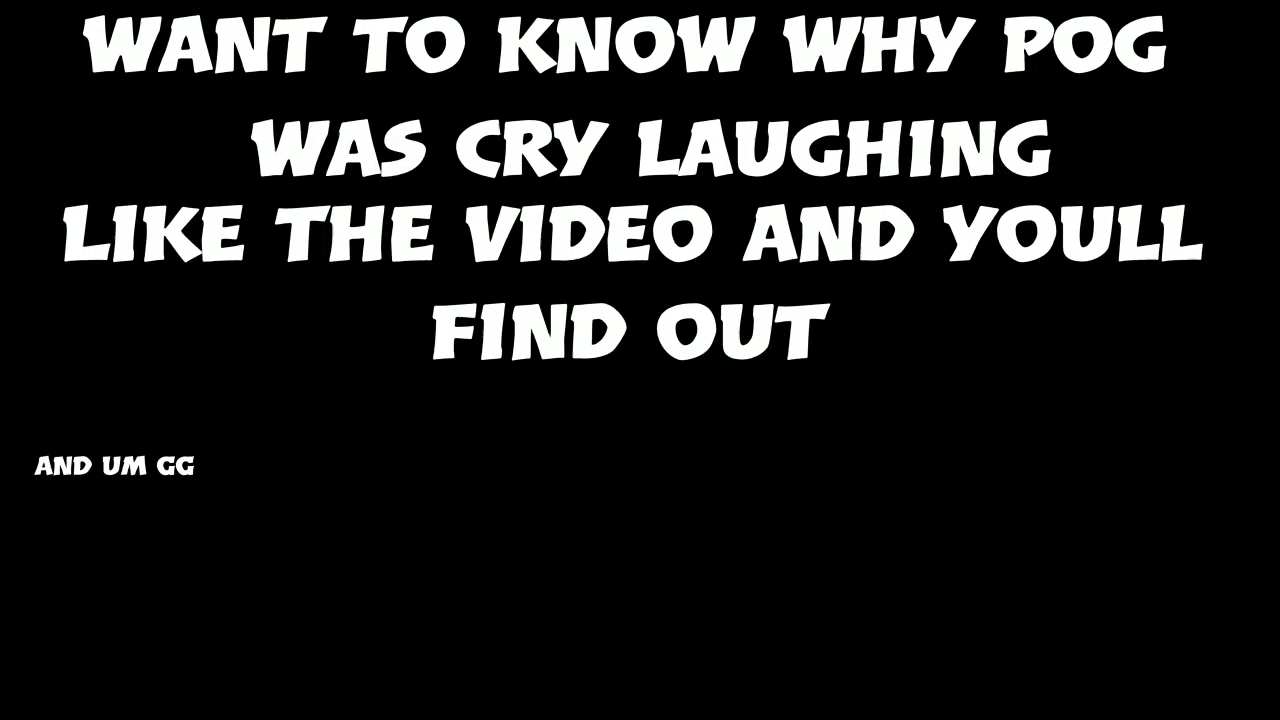 WANT TO KNOW WHY POG
WAS CRY LAUGHING
LIKE THE VIDEO AND YOULL
FIND OUT
AND UM GG